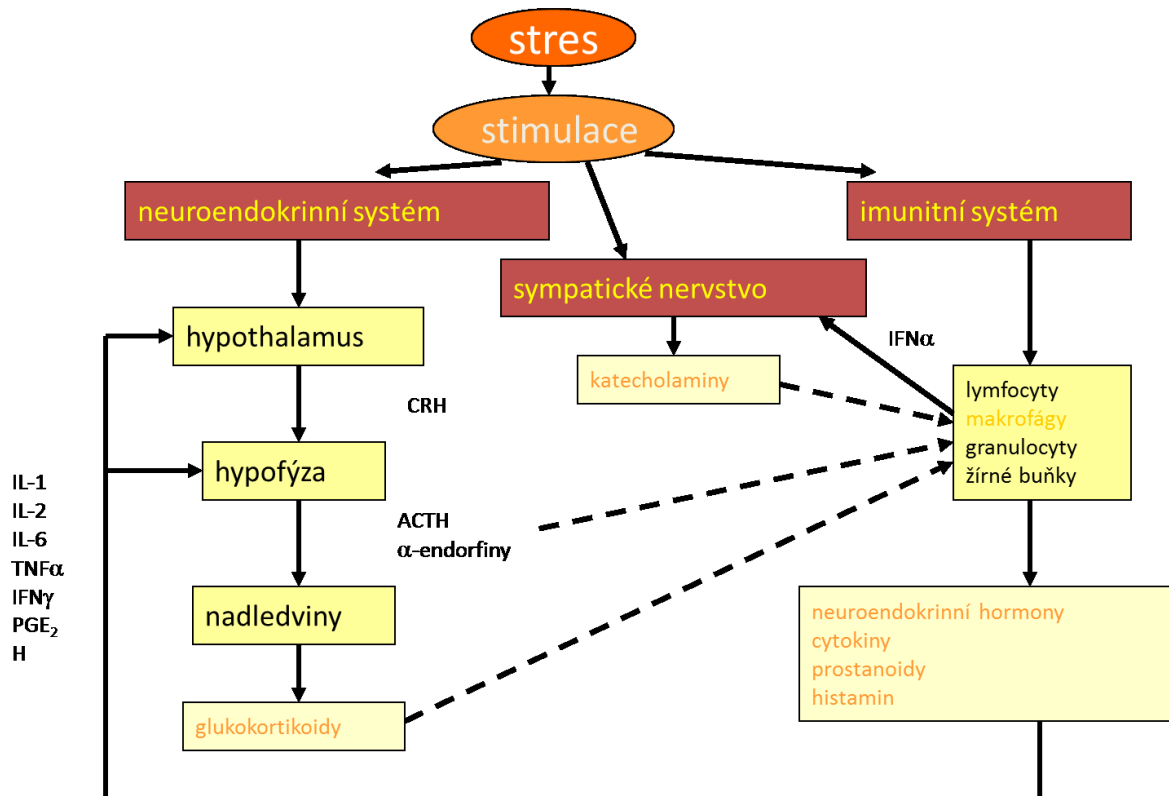 stres
stimulace
neuroendokrinní systém
imunitní systém
sympatické nervstvo
hypothalamus
IFNα
katecholaminy
lymfocyty
makrofágy
granulocyty
žírné buňky
CRH
hypofýza
IL-1
IL-2
IL-6
TNFα
IFNγ
PGE₂
H
ACTH
α-endorfiny
nadledviny
neuroendokrinní hormony
cytokiny
prostanoidy
histamin
glukokortikoidy